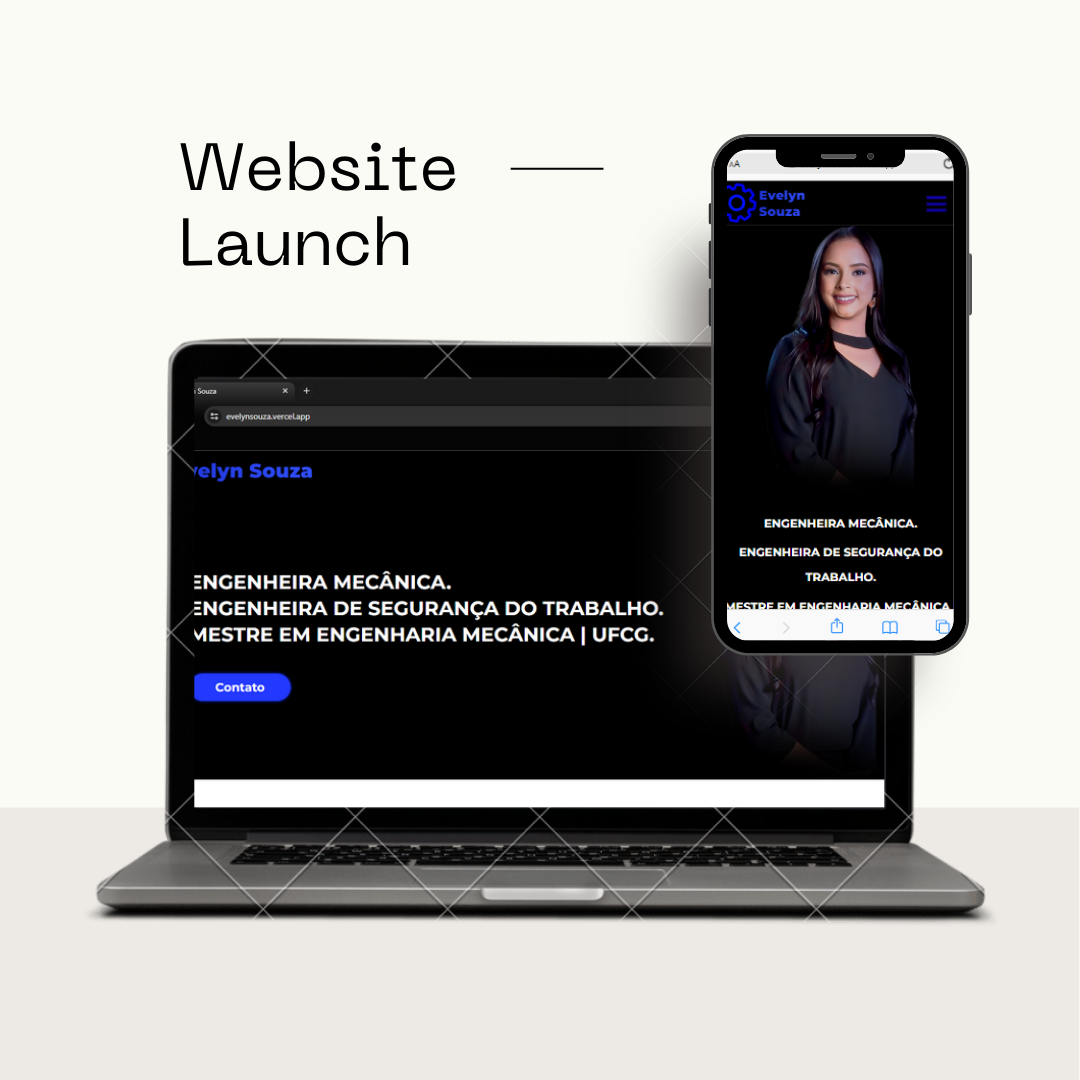 Website
Launch
AA
Evelyn
Souza
ENGENHEIRA MECÂNICA.
ENGENHEIRA DE SEGURANÇA DO
TRABALHO.
MESTRE EM ENGENHARIA MECÂNICA
Souza
evelynsouza.vercel.app
velyn Souza
ENGENHEIRA MECÂNICA.
ENGENHEIRA DE SEGURANÇA DO TRABALHO.
MESTRE EM ENGENHARIA MECÂNICA | UFCG.
Contato